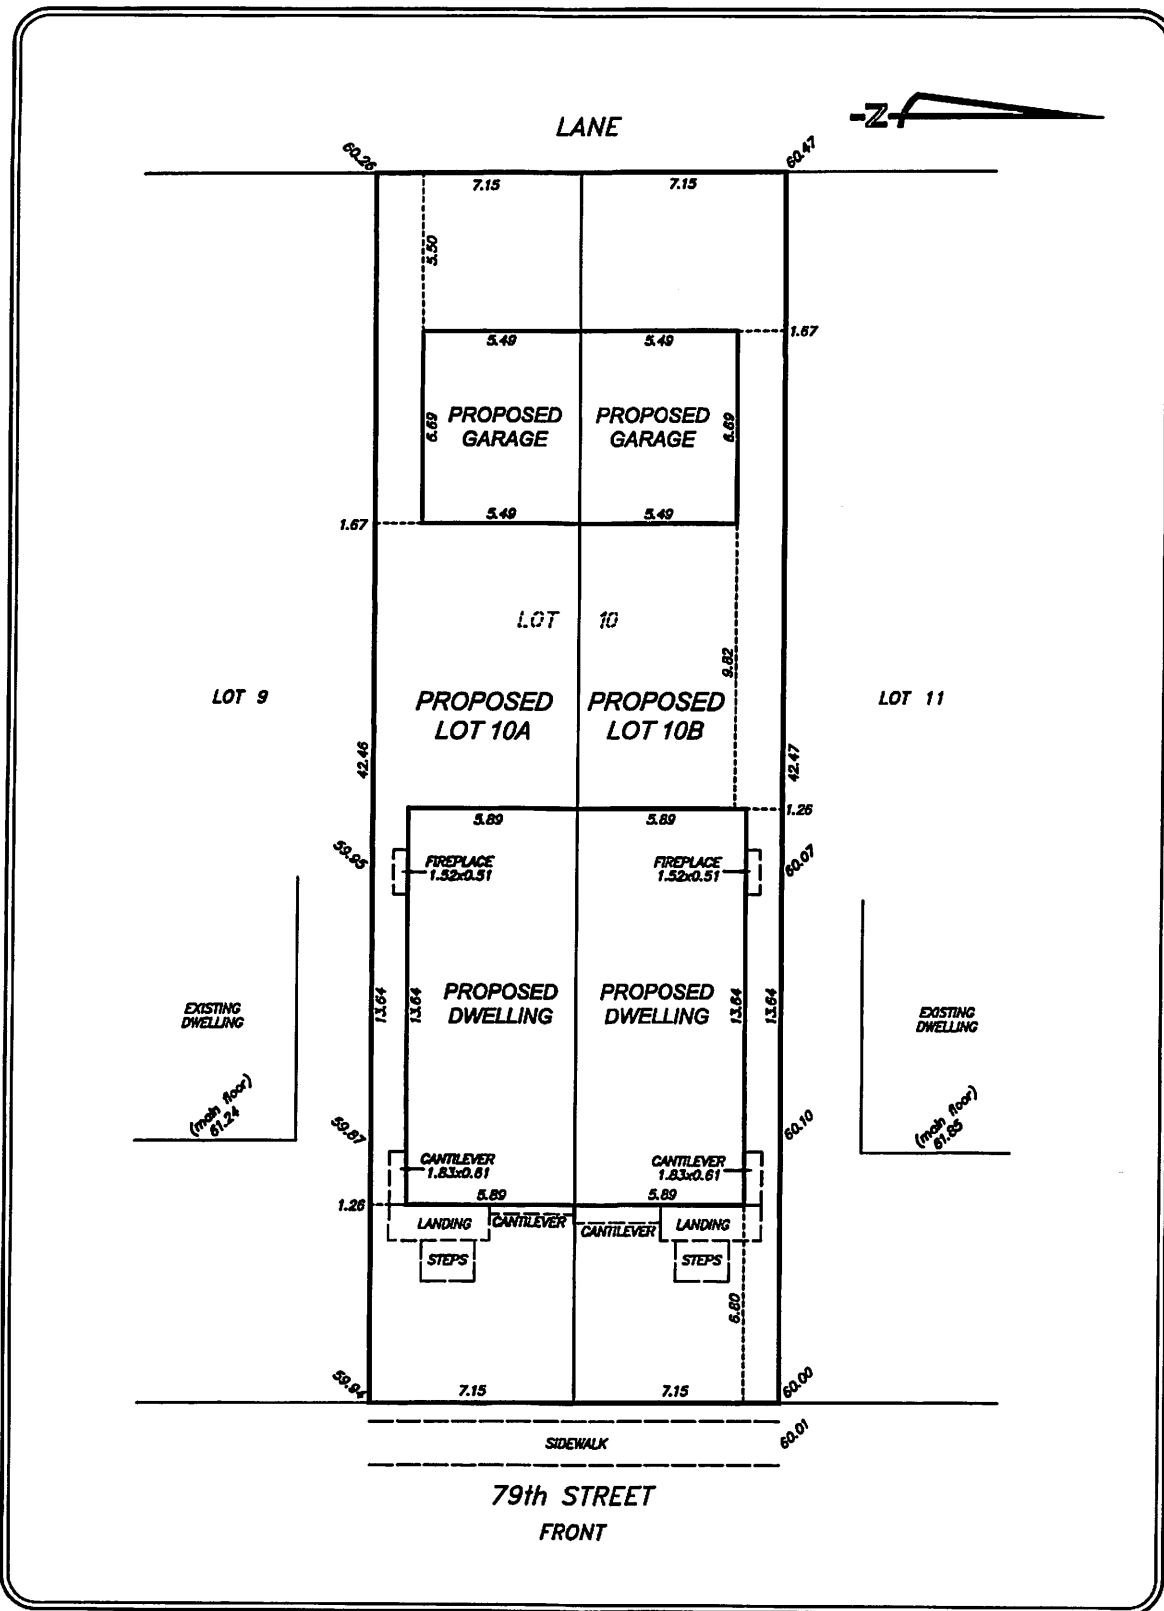 LANE
-Z-
60.26
60.47
7.15
7.15
5.50
5.49
5.49
1.67
PROPOSED
GARAGE
PROPOSED
GARAGE
6.69
6.69
5.49
5.49
1.67
LOT 10
9.82
LOT 9
PROPOSED
LOT 10A
PROPOSED
LOT 10B
LOT 11
42.46
42.47
5.89
5.89
1.26
59.95
FIREPLACE
1.52x0.51
FIREPLACE
1.52x0.51
60.07
EXISTING
DWELLING
13.64
13.64
PROPOSED
DWELLING
PROPOSED
DWELLING
13.64
13.64
EXISTING
DWELLING
(main floor)
61.24
59.87
60.10
(main floor)
61.85
CANTILEVER
1.83x0.61
CANTILEVER
1.83x0.61
1.26
5.89
5.89
LANDING
CANTILEVER
CANTILEVER
LANDING
STEPS
STEPS
6.80
59.94
7.15
7.15
60.00
SIDEWALK
60.01
79th STREET
FRONT